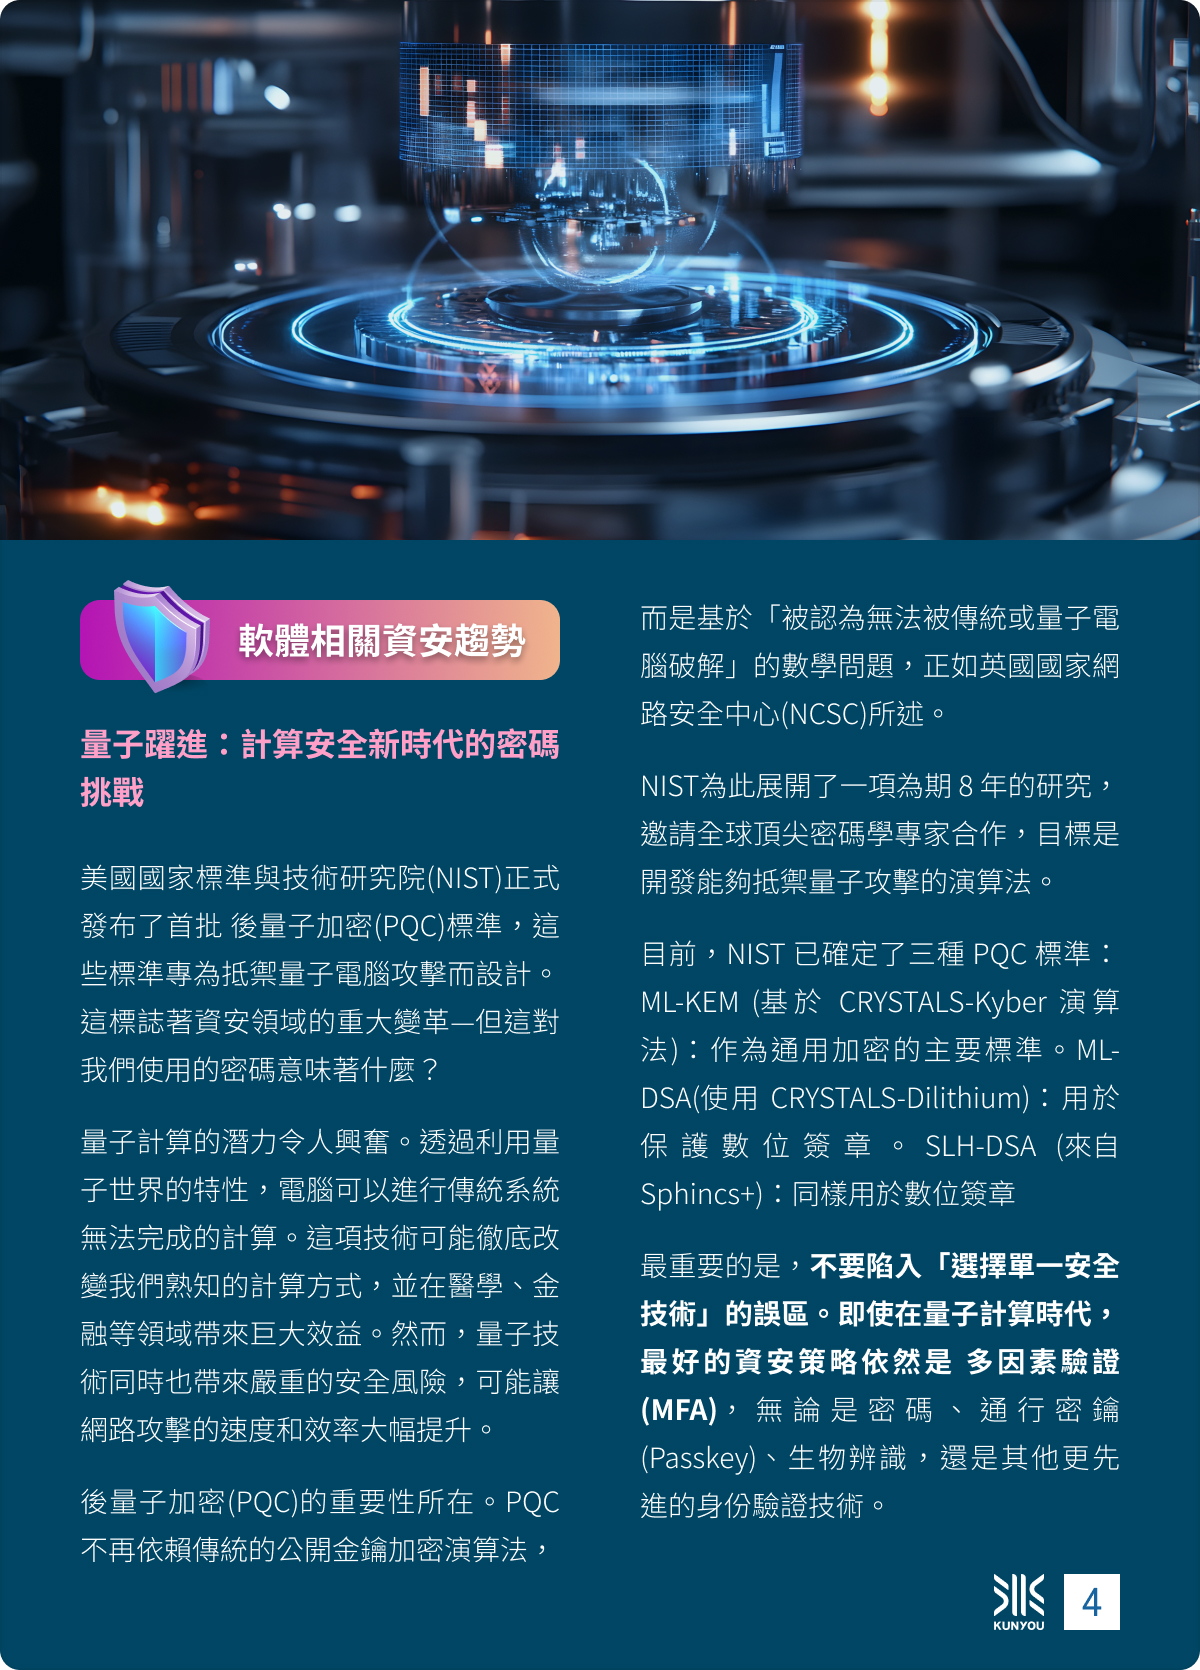 軟體相關資安趨勢
量子躍進：計算安全新時代的密碼
挑戰
美國國家標準與技術研究院(NIST)正式
發布了首批 後量子加密(PQC)標準，這
些標準專為抵禦量子電腦攻擊而設計。
這標誌著資安領域的重大變革—但這對
我們使用的密碼意味著什麼？
量子計算的潛力令人興奮。透過利用量
子世界的特性，電腦可以進行傳統系統
無法完成的計算。這項技術可能徹底改
變我們熟知的計算方式，並在醫學、金
融等領域帶來巨大效益。然而，量子技
術同時也帶來嚴重的安全風險，可能讓
網路攻擊的速度和效率大幅提升。
後量子加密(PQC)的重要性所在。PQC
不再依賴傳統的公開金鑰加密演算法，
而是基於「被認為無法被傳統或量子電
腦破解」的數學問題，正如英國國家網
路安全中心(NCSC)所述。
NIST為此展開了一項為期 8 年的研究，
邀請全球頂尖密碼學專家合作，目標是
開發能夠抵禦量子攻擊的演算法。
目前，NIST 已確定了三種 PQC 標準：
ML-KEM (基於 CRYSTALS-Kyber 演算
法)：作為通用加密的主要標準。ML-
DSA(使用 CRYSTALS-Dilithium)：用於
保護數位簽章。SLH-DSA (來自
Sphincs+)：同樣用於數位簽章
最重要的是，不要陷入「選擇單一安全
技術」的誤區。即使在量子計算時代，
最好的資安策略依然是 多因素驗證
(MFA)，無論是密碼、通行密鑰
(Passkey)、生物辨識，還是其他更先
進的身份驗證技術。
KUNYOU
4